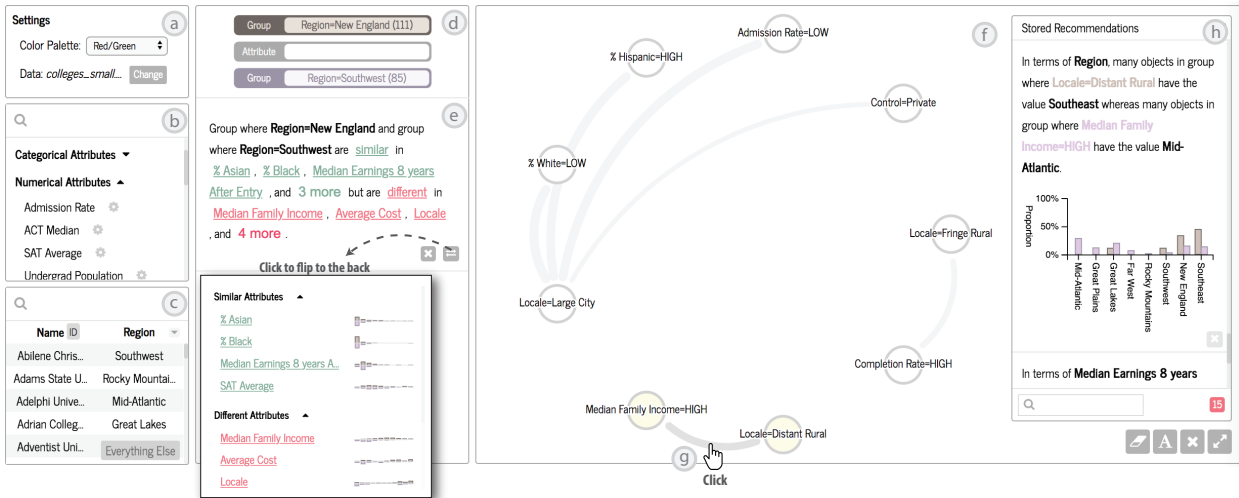 Settings
a
Color Palette: Red/Green
Data: colleges_small... Change
b
Categorical Attributes
Numerical Attributes
Admission Rate
ACT Median
SAT Average
Undergrad Population
c
Name ID Region
Abilene Chris... Southwest
Adams State U... Rocky Mountai...
Adelphi Unive... Mid-Atlantic
Adrian Colleg... Great Lakes
Adventist Uni... Everything Else
d
Group Region=New England (111)
Attribute
Group Region=Southwest (85)
e
Group where Region=New England and group
where Region=Southwest are similar in
% Asian , % Black , Median Earnings 8 years
After Entry , and 3 more but are different in
Median Family Income , Average Cost , Locale
, and 4 more .
Click to flip to the back
Similar Attributes
% Asian
% Black
Median Earnings 8 years A...
SAT Average
Different Attributes
Median Family Income
Average Cost
Locale
f
Admission Rate=LOW
% Hispanic=HIGH
Control=Private
% White=LOW
Locale=Fringe Rural
Locale=Large City
Completion Rate=HIGH
Median Family Income=HIGH
Locale=Distant Rural
g
Click
Stored Recommendations
h
In terms of Region, many objects in group
where Locale=Distant Rural have the
value Southeast whereas many objects in
group where Median Family
Income=HIGH have the value Mid-
Atlantic.
100%
50%
0%
Proportion
Mid-Atlantic
Great Plains
Great Lakes
Far West
Rocky Mountains
Southwest
New England
Southeast
In terms of Median Earnings 8 years
15
A